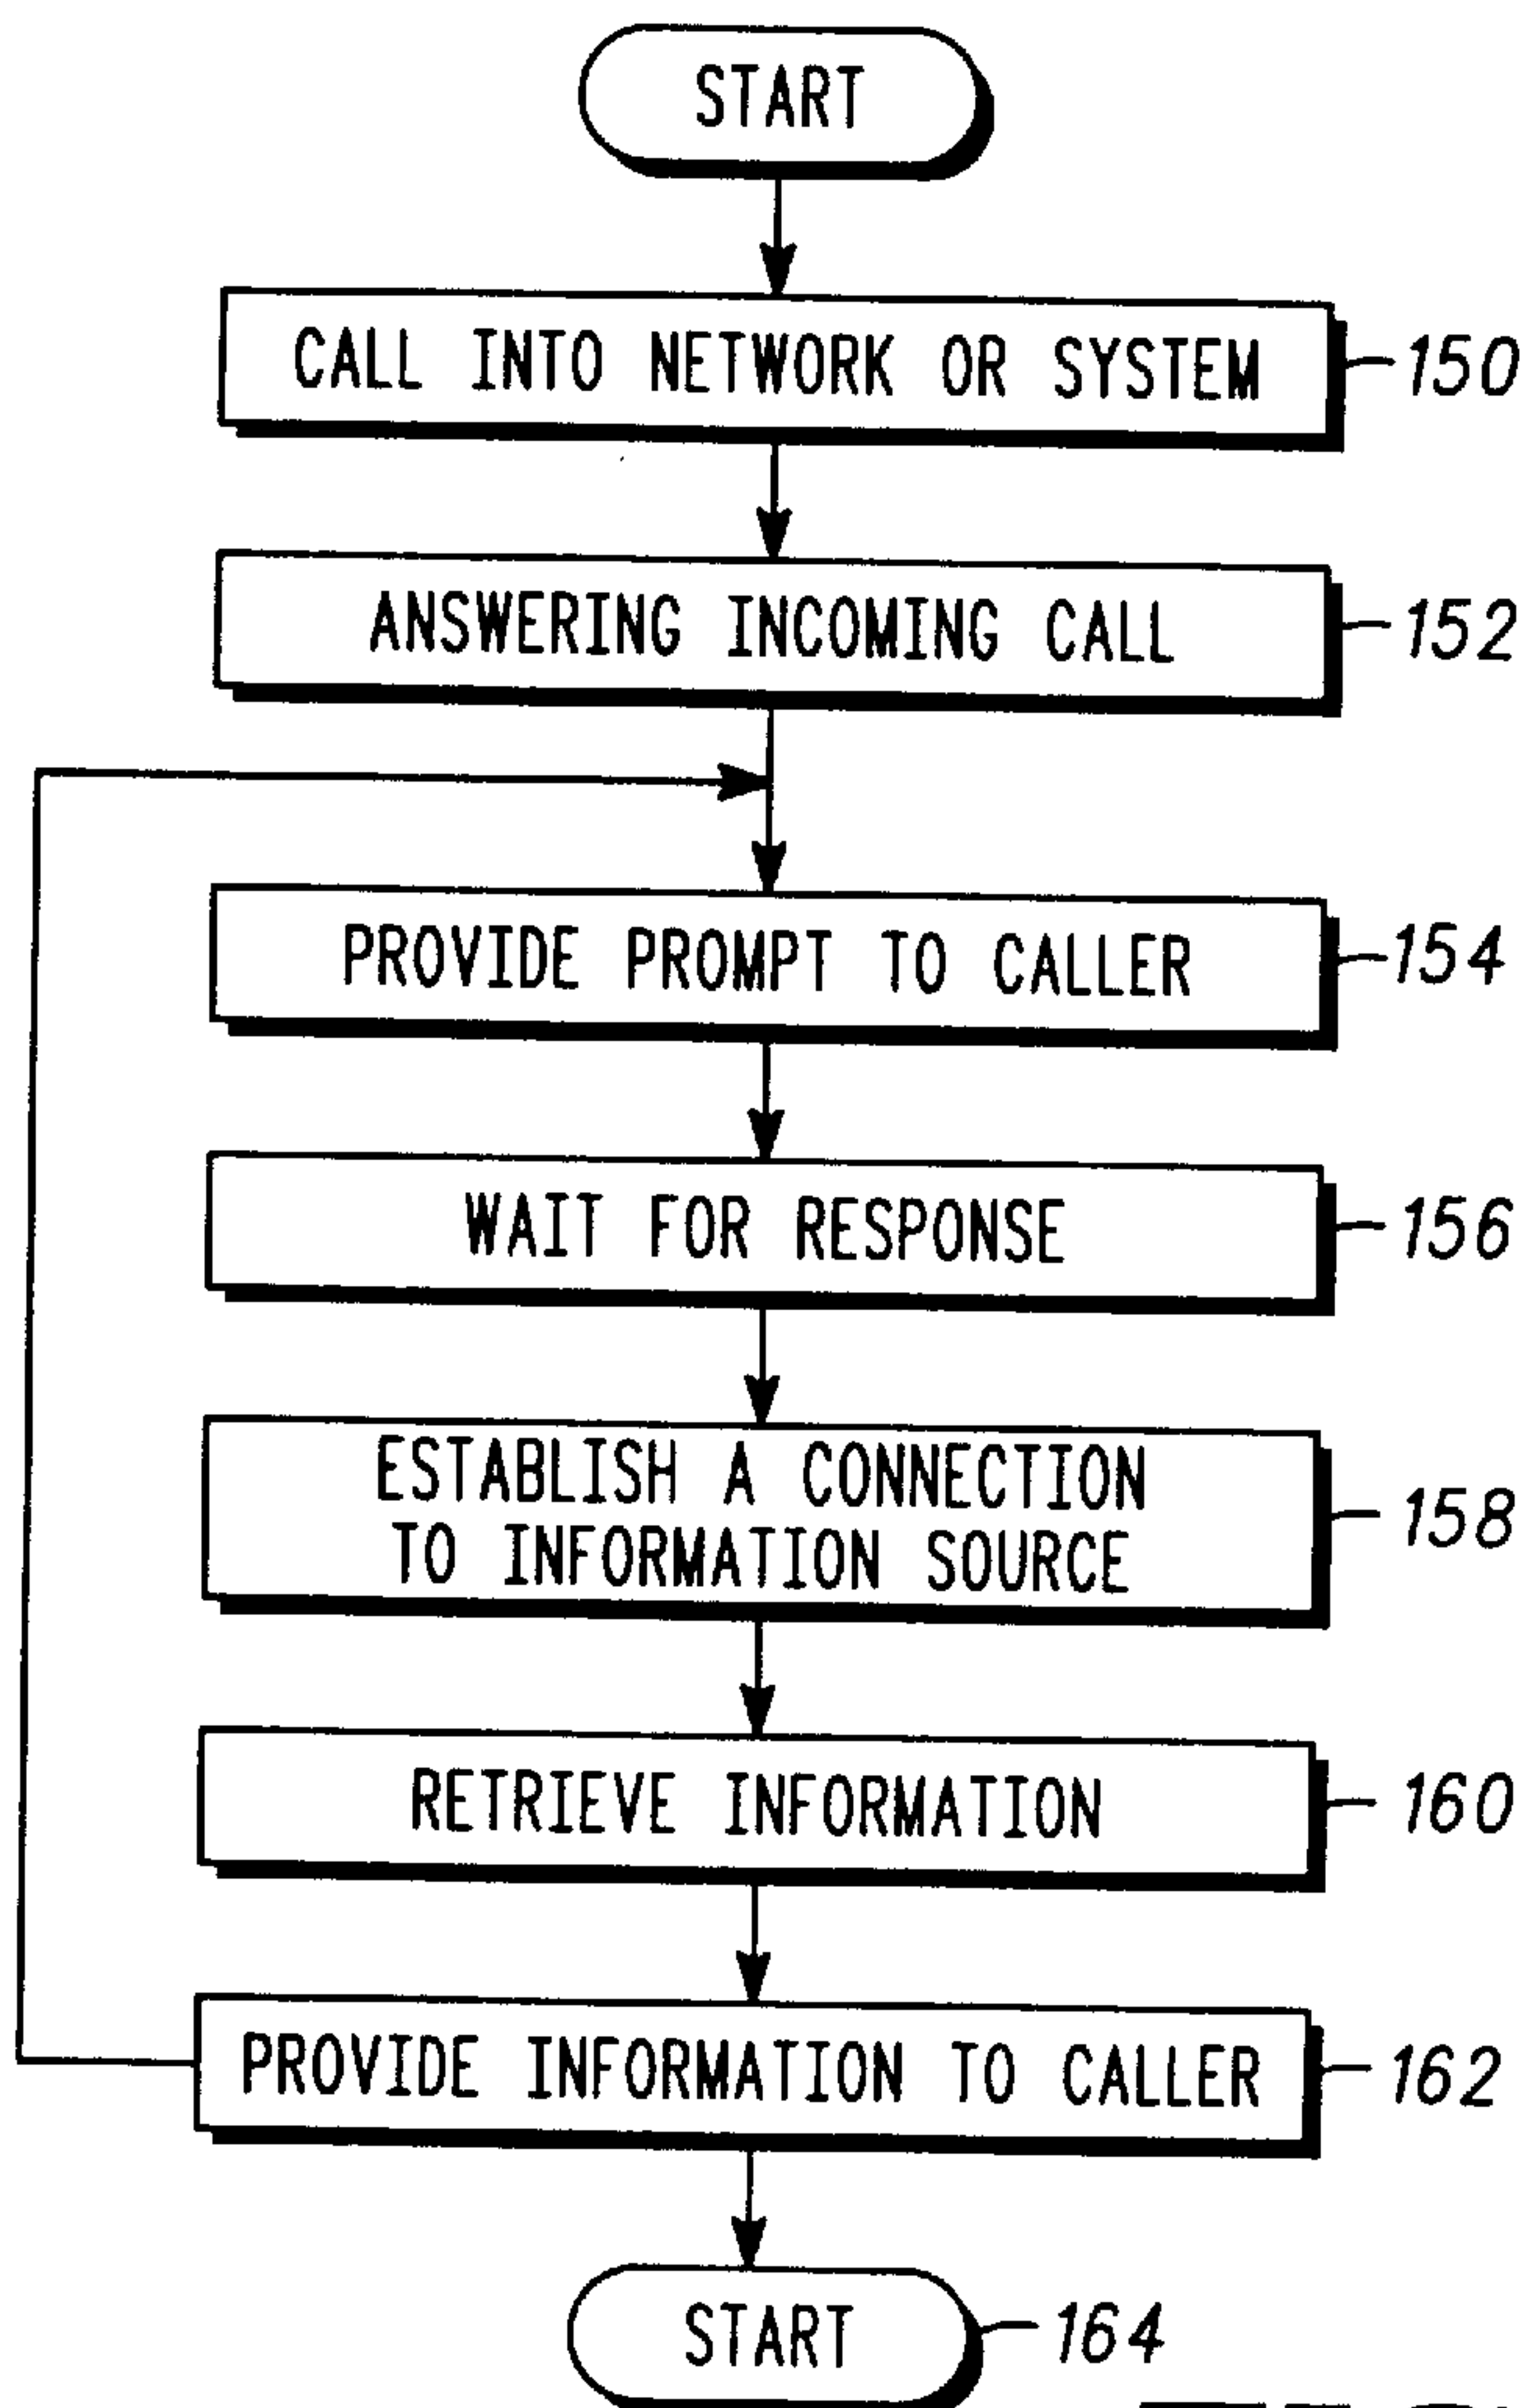 START
CALL INTO NETWORK OR SYSTEM
150
ANSWERING INCOMING CALL
152
PROVIDE PROMPT TO CALLER
154
WAIT FOR RESPONSE
156
ESTABLISH A CONNECTION
TO INFORMATION SOURCE
158
RETRIEVE INFORMATION
160
PROVIDE INFORMATION TO CALLER
162
START
164